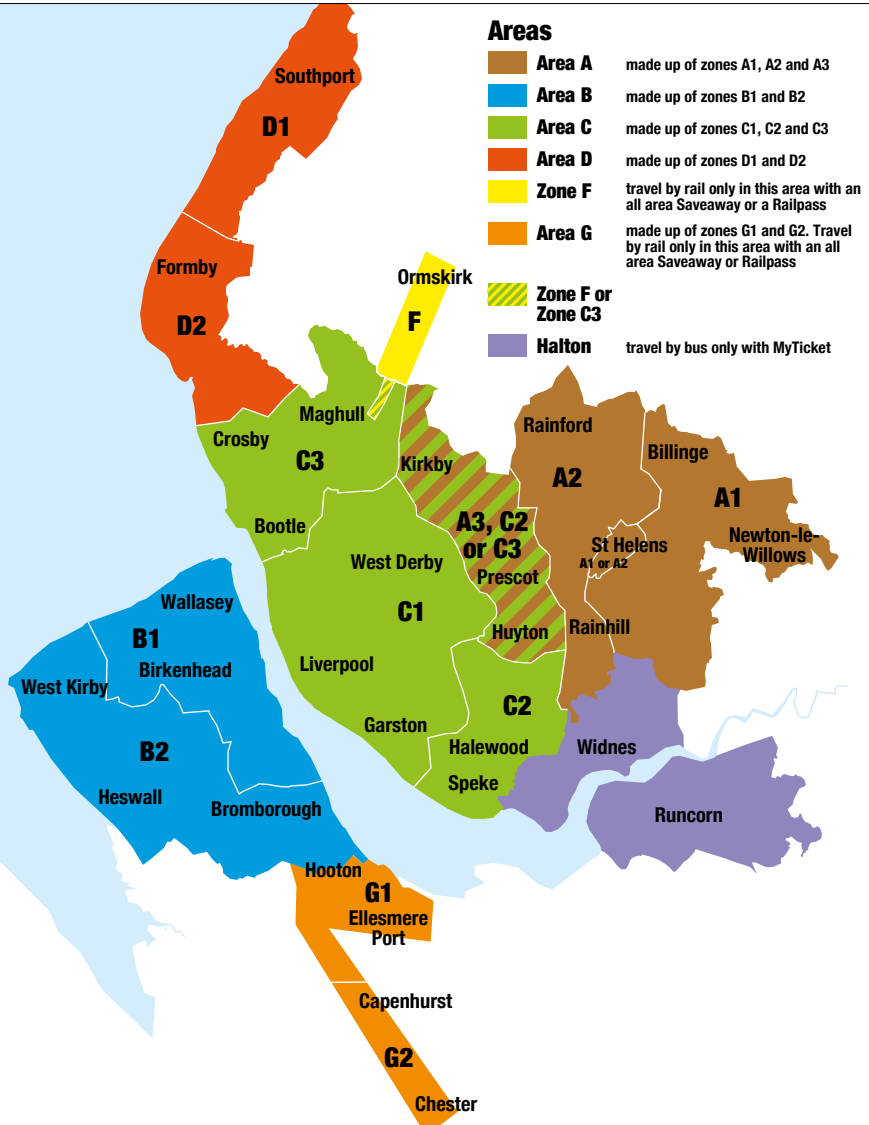 Areas
Area A made up of zones A1, A2 and A3
Area B made up of zones B1 and B2
Area C made up of zones C1, C2 and C3
Area D made up of zones D1 and D2
Zone F travel by rail only in this area with an
all area Saveaway or a Railpass
Area G made up of zones G1 and G2. Travel
by rail only in this area with an all
area Saveaway or Railpass
Zone F or
Zone C3
Halton travel by bus only with MyTicket
Southport
D1
Formby
D2
Ormskirk
F
Maghull
Crosby
C3
Bootle
Kirkby
A3, C2
or C3
Prescot
Huyton
Rainford
A2
Billinge
A1
Newton-le-
Willows
St Helens
A1 or A2
Rainhill
West Derby
C1
Liverpool
Garston
C2
Halewood
Speke
Wallasey
B1
Birkenhead
West Kirby
B2
Heswall
Bromborough
Widnes
Runcorn
Hooton
G1
Ellesmere
Port
Capenhurst
G2
Chester